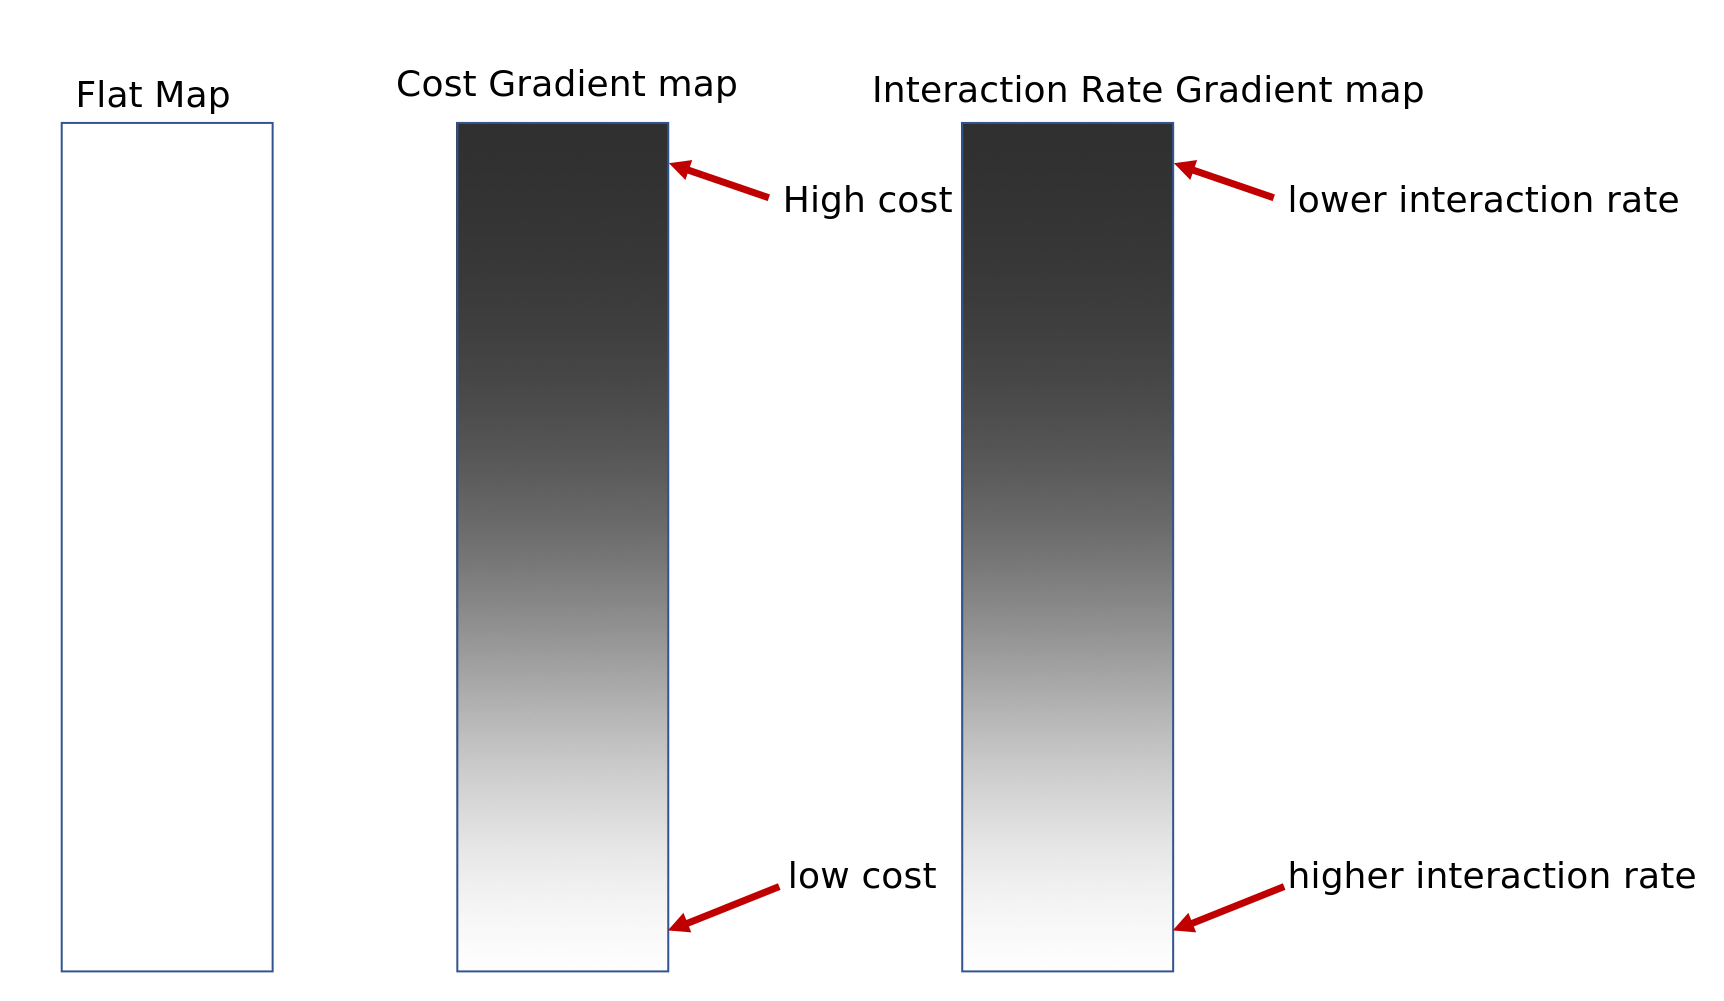 Flat Map
Cost Gradient map
Interaction Rate Gradient map
High cost
lower interaction rate
low cost
higher interaction rate